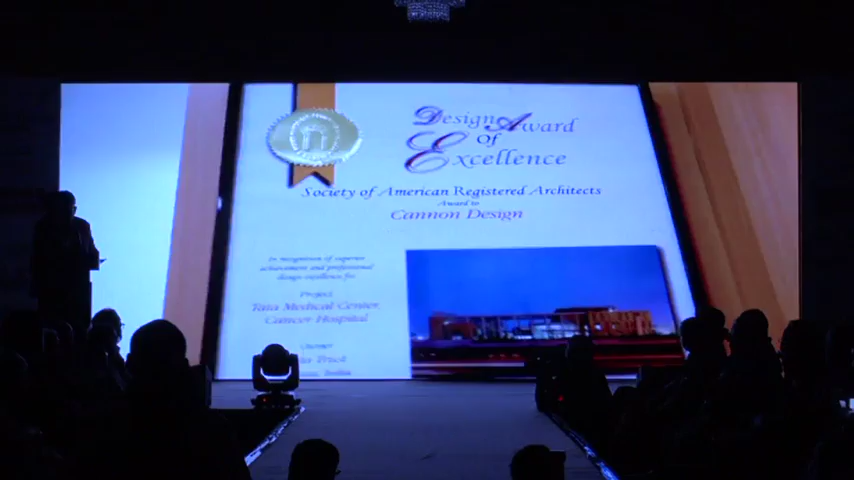 Design Award
Of
Excellence
Society of American Registered Architects
Award to
Cannon Design
In recognition of superior
achievement and professional
design excellence for
Project
Tata Medical Center
Cancer Hospital
Owner
India